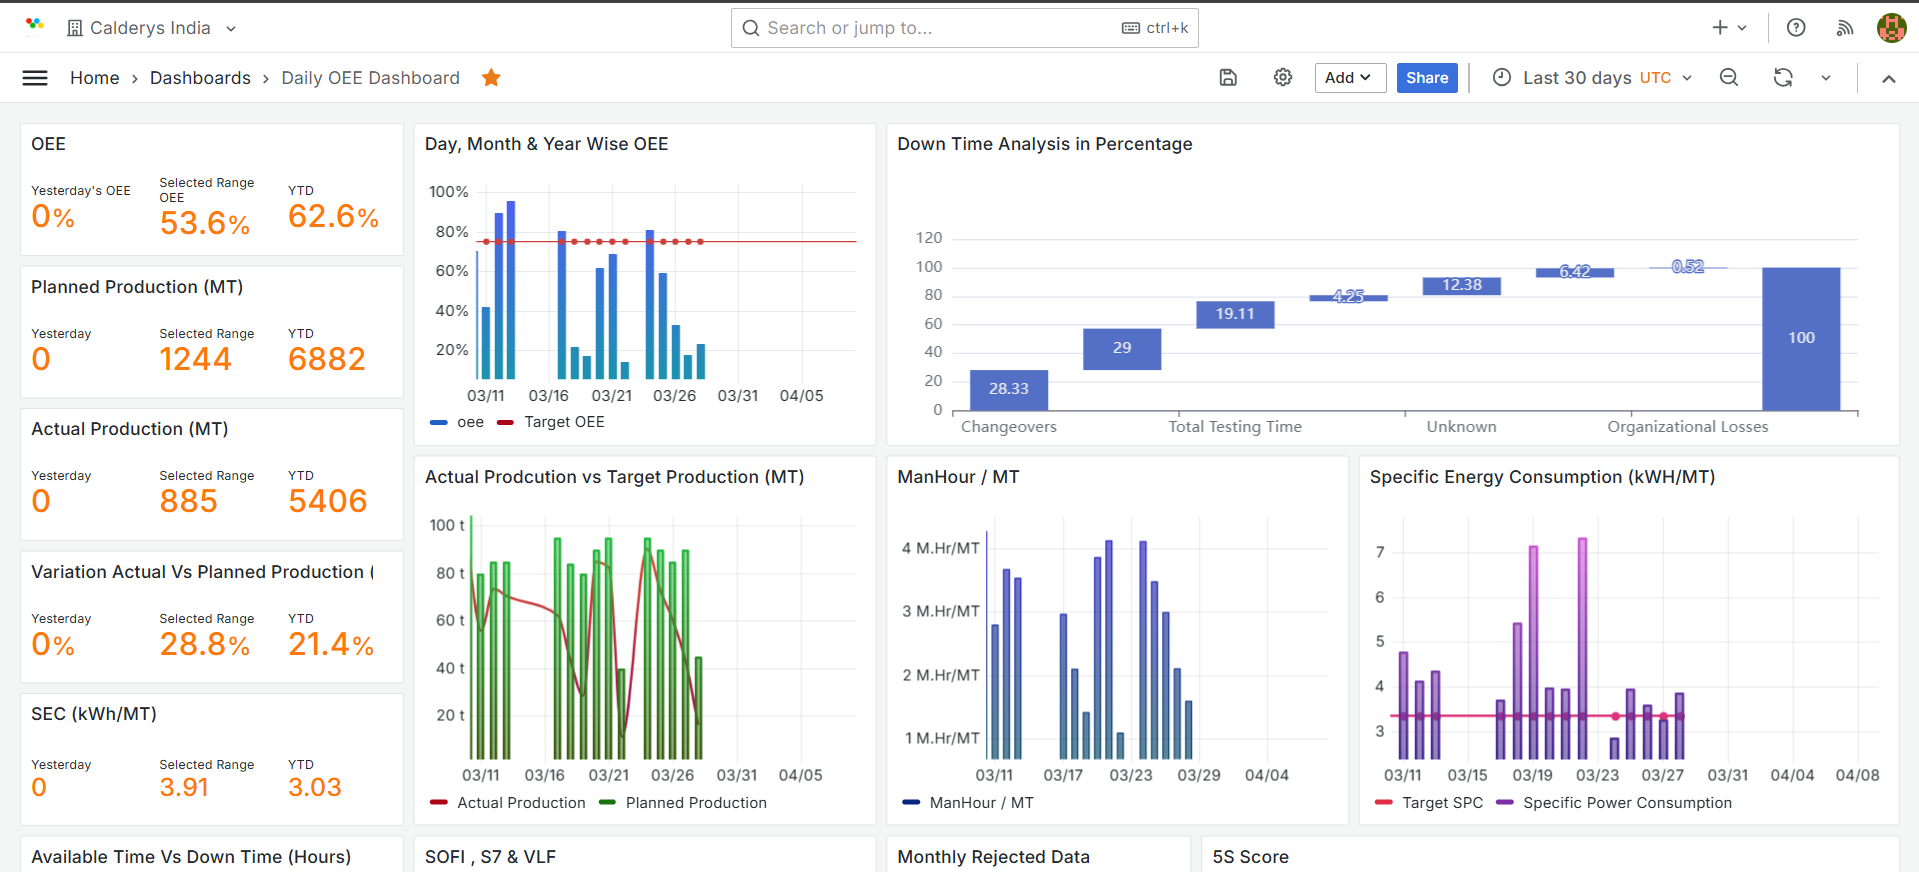 Calderys India
Search or jump to...
ctrl+k
Home > Dashboards > Daily OEE Dashboard
Add
Share
Last 30 days UTC
OEE
Yesterday's OEE
0%
Selected Range
OEE
53.6%
YTD
62.6%
Planned Production (MT)
Yesterday
0
Selected Range
1244
YTD
6882
Actual Production (MT)
Yesterday
0
Selected Range
885
YTD
5406
Variation Actual Vs Planned Production (
Yesterday
0%
Selected Range
28.8%
YTD
21.4%
SEC (kWh/MT)
Yesterday
0
Selected Range
3.91
YTD
3.03
Available Time Vs Down Time (Hours)
Day, Month & Year Wise OEE
100%
80%
60%
40%
20%
03/11 03/16 03/21 03/26 03/31 04/05
oee Target OEE
Down Time Analysis in Percentage
120
100
80
60
40
20
0
28.33
29
19.11
4.25
12.38
6.42
0.52
100
Changeovers Total Testing Time Unknown Organizational Losses
Actual Prodcution vs Target Production (MT)
100 t
80 t
60 t
40 t
20 t
03/11 03/16 03/21 03/26 03/31 04/05
Actual Production Planned Production
ManHour / MT
4 M.Hr/MT
3 M.Hr/MT
2 M.Hr/MT
1 M.Hr/MT
03/11 03/17 03/23 03/29 04/04
ManHour / MT
Specific Energy Consumption (kWH/MT)
7
6
5
4
3
03/11 03/15 03/19 03/23 03/27 03/31 04/04 04/08
Target SPC Specific Power Consumption
SOFI , S7 & VLF
Monthly Rejected Data
5S Score